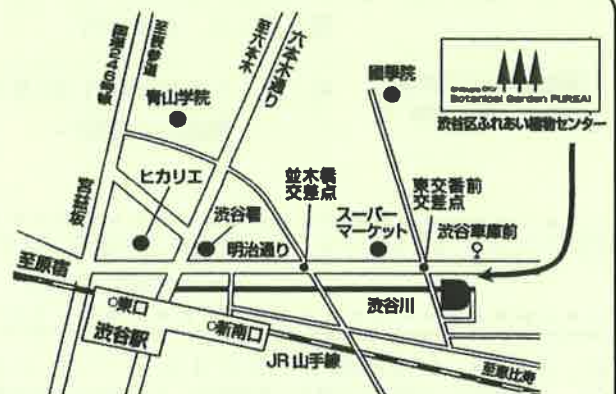 国道246号線
至表参道
至六本木
六本木通り
青山学院
國學院
Shibuya City
Botanical Garden FUREAI
渋谷区ふれあい植物センター
宮益坂
ヒカリエ
渋谷署
並木橋
交差点
スーパー
マーケット
東交番前
交差点
渋谷車庫前
明治通り
至原宿
渋谷川
○東口
渋谷駅
○新南口
JR 山手線
至恵比寿